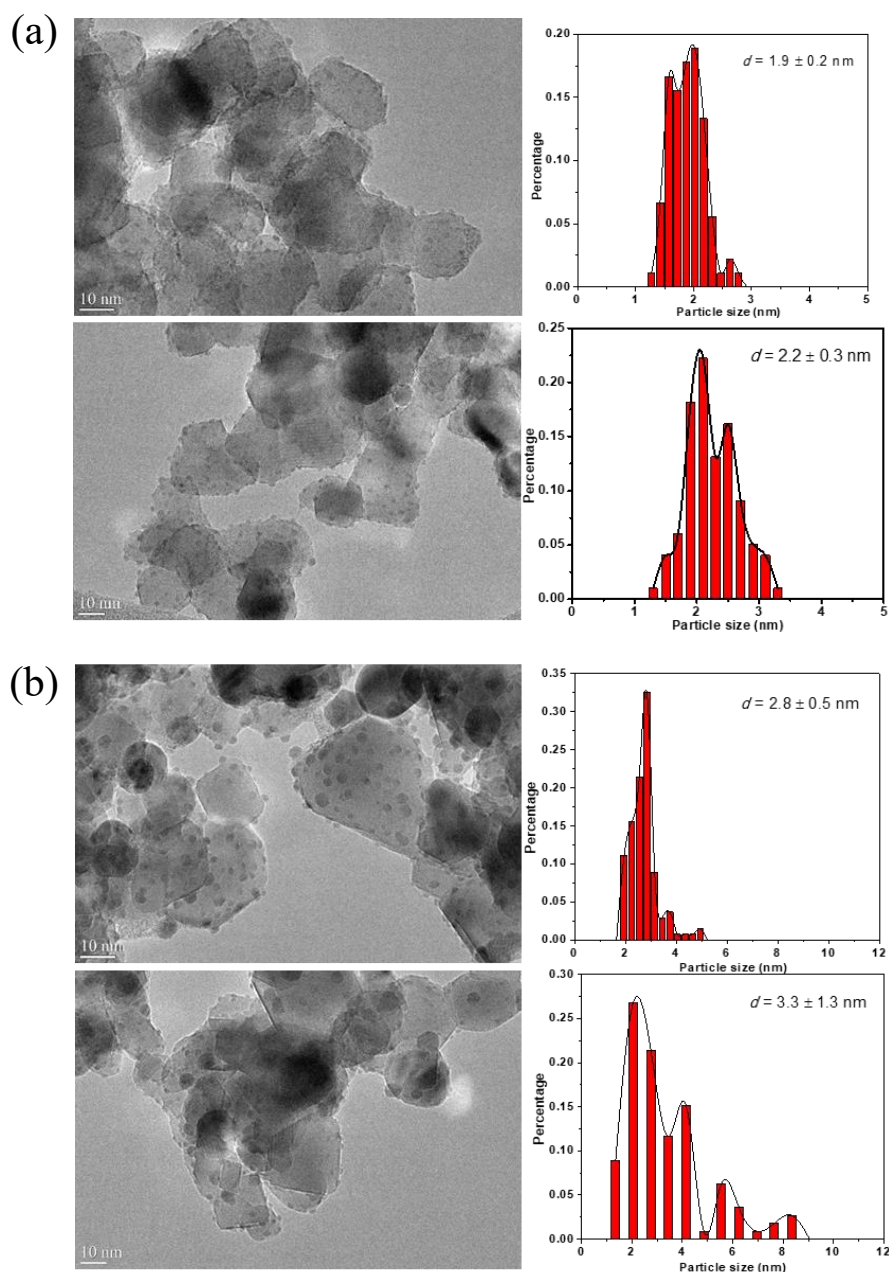 (a)
10 nm
d = 1.9 ± 0.2 nm
Percentage
0.20
0.15
0.10
0.05
0.00
0 1 2 3 4 5
Particle size (nm)
10 nm
d = 2.2 ± 0.3 nm
Percentage
0.25
0.20
0.15
0.10
0.05
0.00
0 1 2 3 4 5
Particle size (nm)
(b)
10 nm
d = 2.8 ± 0.5 nm
Percentage
0.35
0.30
0.25
0.20
0.15
0.10
0.05
0.00
0 2 4 6 8 10 12
Particle size (nm)
10 nm
d = 3.3 ± 1.3 nm
Percentage
0.30
0.25
0.20
0.15
0.10
0.05
0.00
0 2 4 6 8 10 12
Particle size (nm)